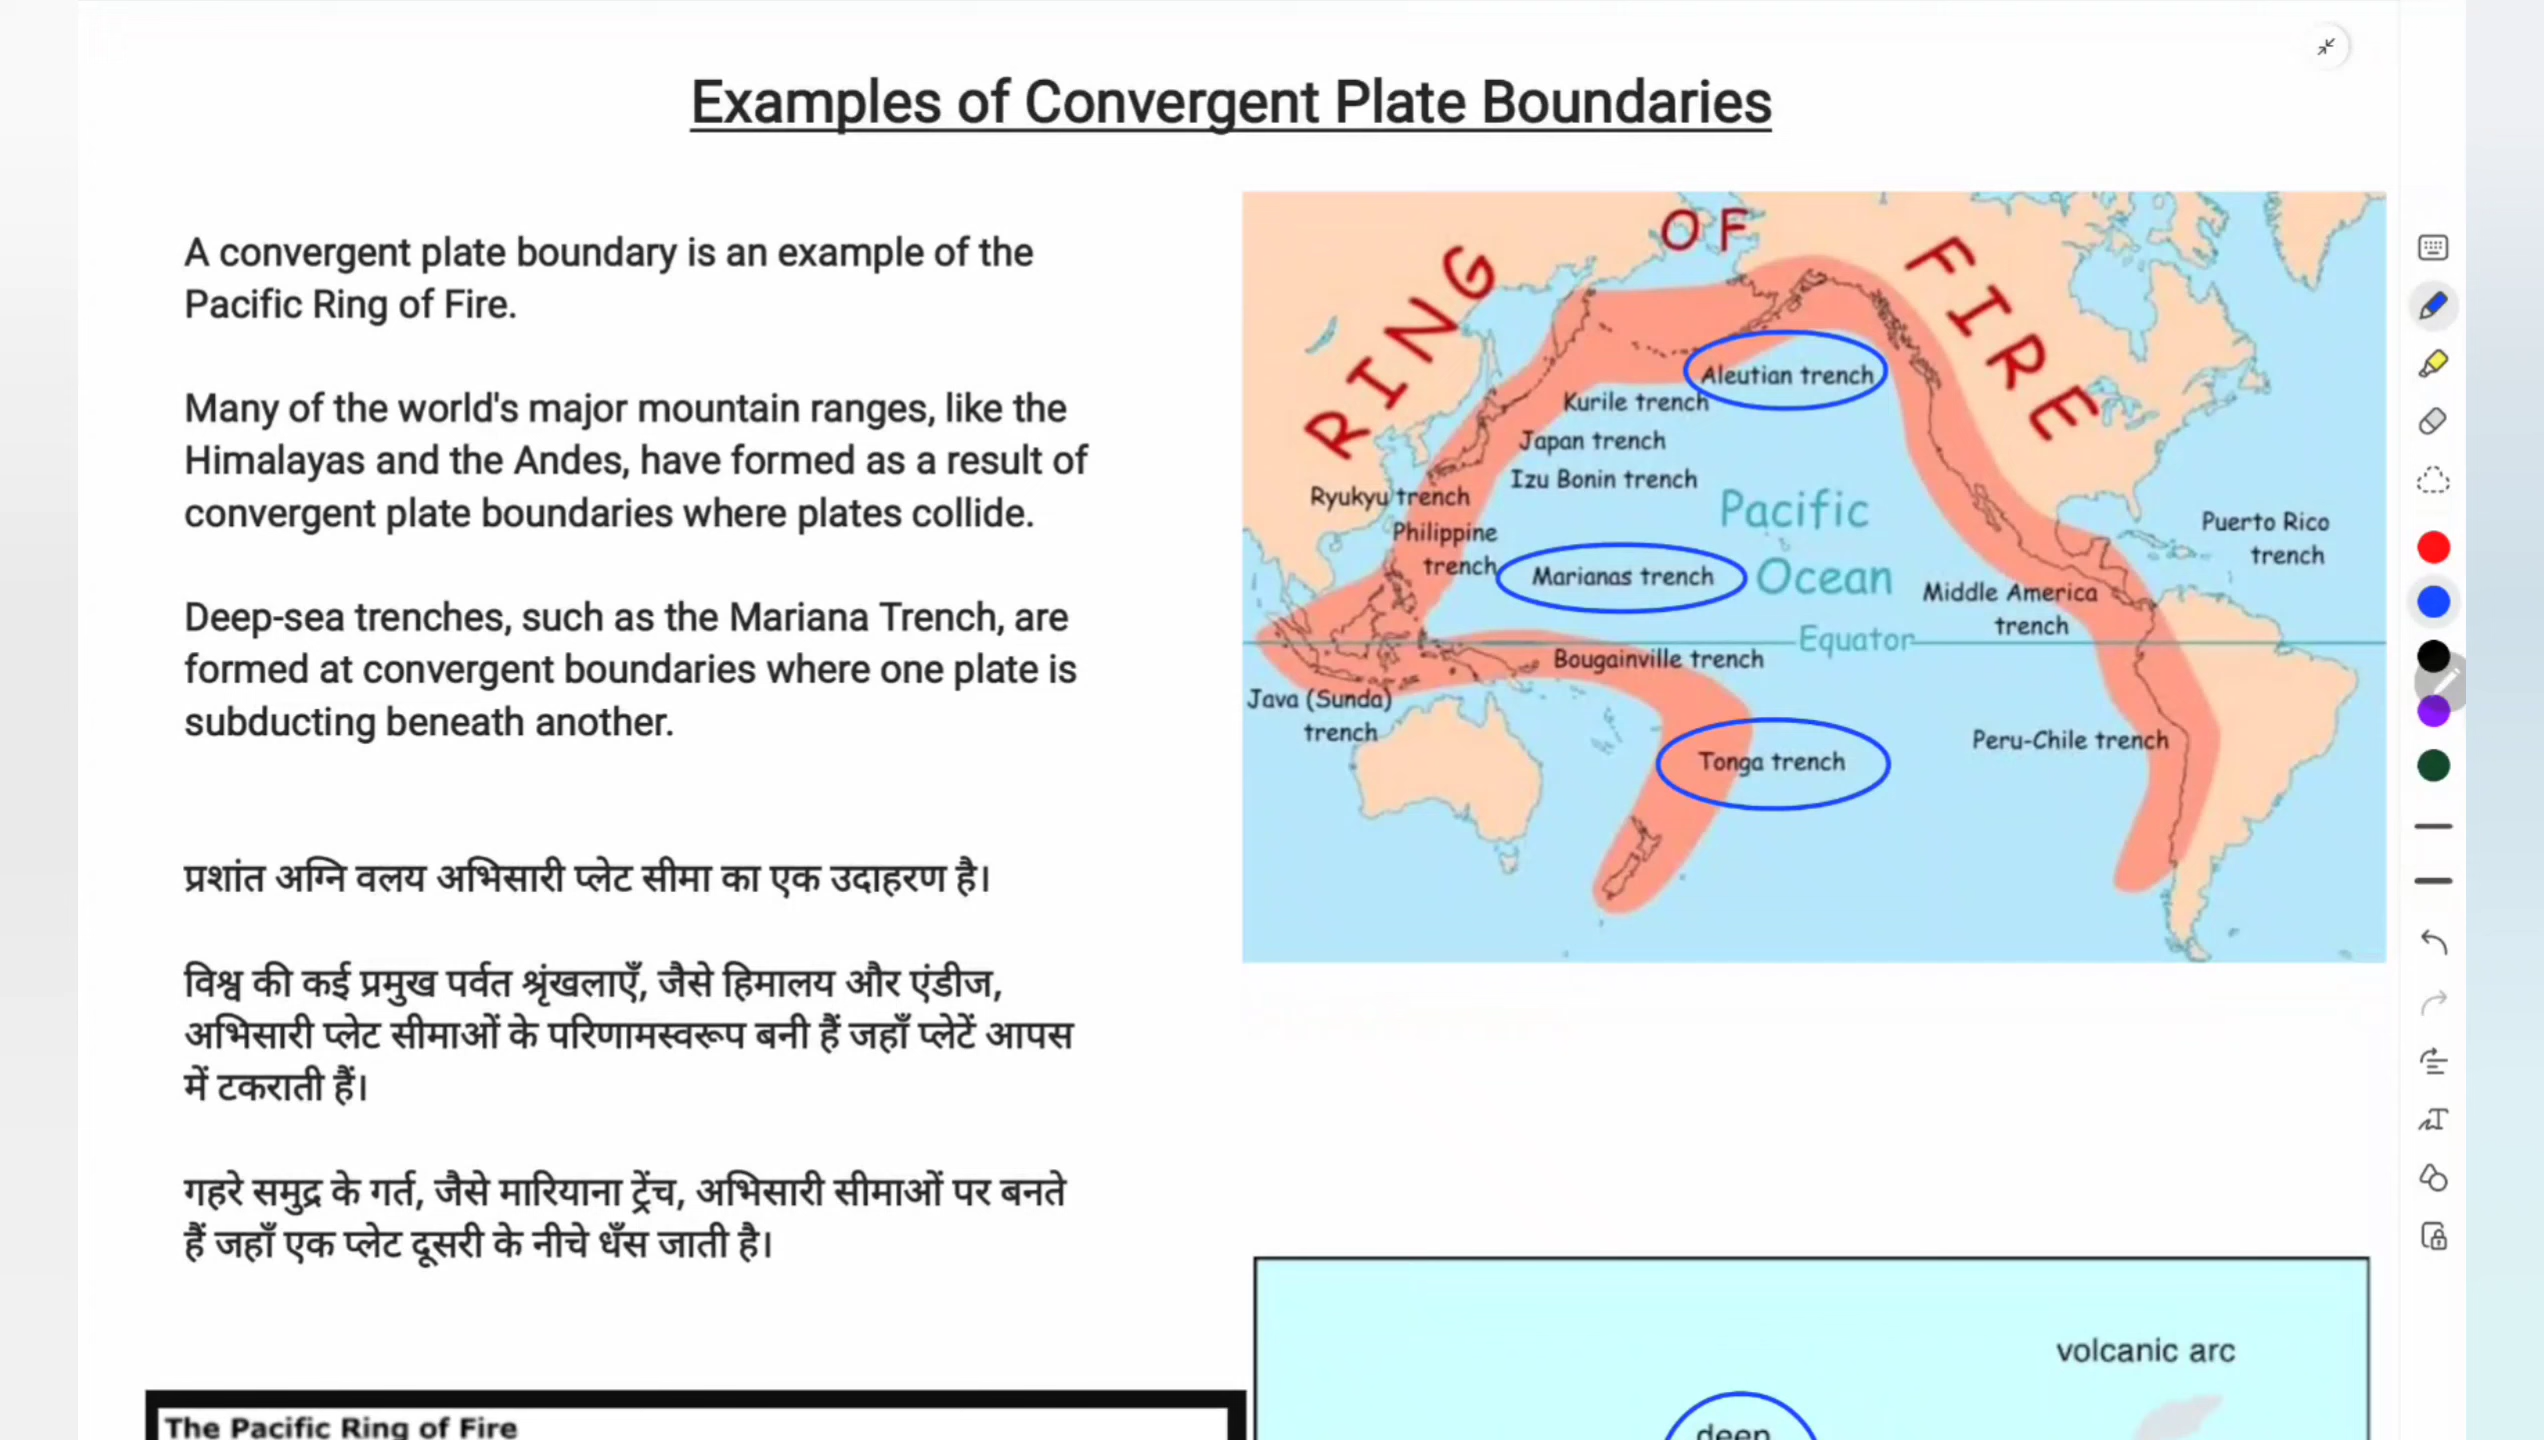 Examples of Convergent Plate Boundaries
A convergent plate boundary is an example of the
Pacific Ring of Fire.
Many of the world's major mountain ranges, like the
Himalayas and the Andes, have formed as a result of
convergent plate boundaries where plates collide.
Deep-sea trenches, such as the Mariana Trench, are
formed at convergent boundaries where one plate is
subducting beneath another.
प्रशांत अग्नि वलय अभिसारी प्लेट सीमा का एक उदाहरण है।
विश्व की कई प्रमुख पर्वत श्रृंखलाएँ, जैसे हिमालय और एंडीज,
अभिसारी प्लेट सीमाओं के परिणामस्वरूप बनी हैं जहाँ प्लेटें आपस
में टकराती हैं।
गहरे समुद्र के गर्त, जैसे मारियाना ट्रेंच, अभिसारी सीमाओं पर बनते
हैं जहाँ एक प्लेट दूसरी के नीचे धँस जाती है।
RING OF FIRE
Aleutian trench
Kurile trench
Japan trench
Izu Bonin trench
Ryukyu trench
Philippine
trench
Marianas trench
Pacific
Ocean
Puerto Rico
trench
Middle America
trench
Equator
Bougainville trench
Java (Sunda)
trench
Tonga trench
Peru-Chile trench
The Pacific Ring of Fire
volcanic arc
deep